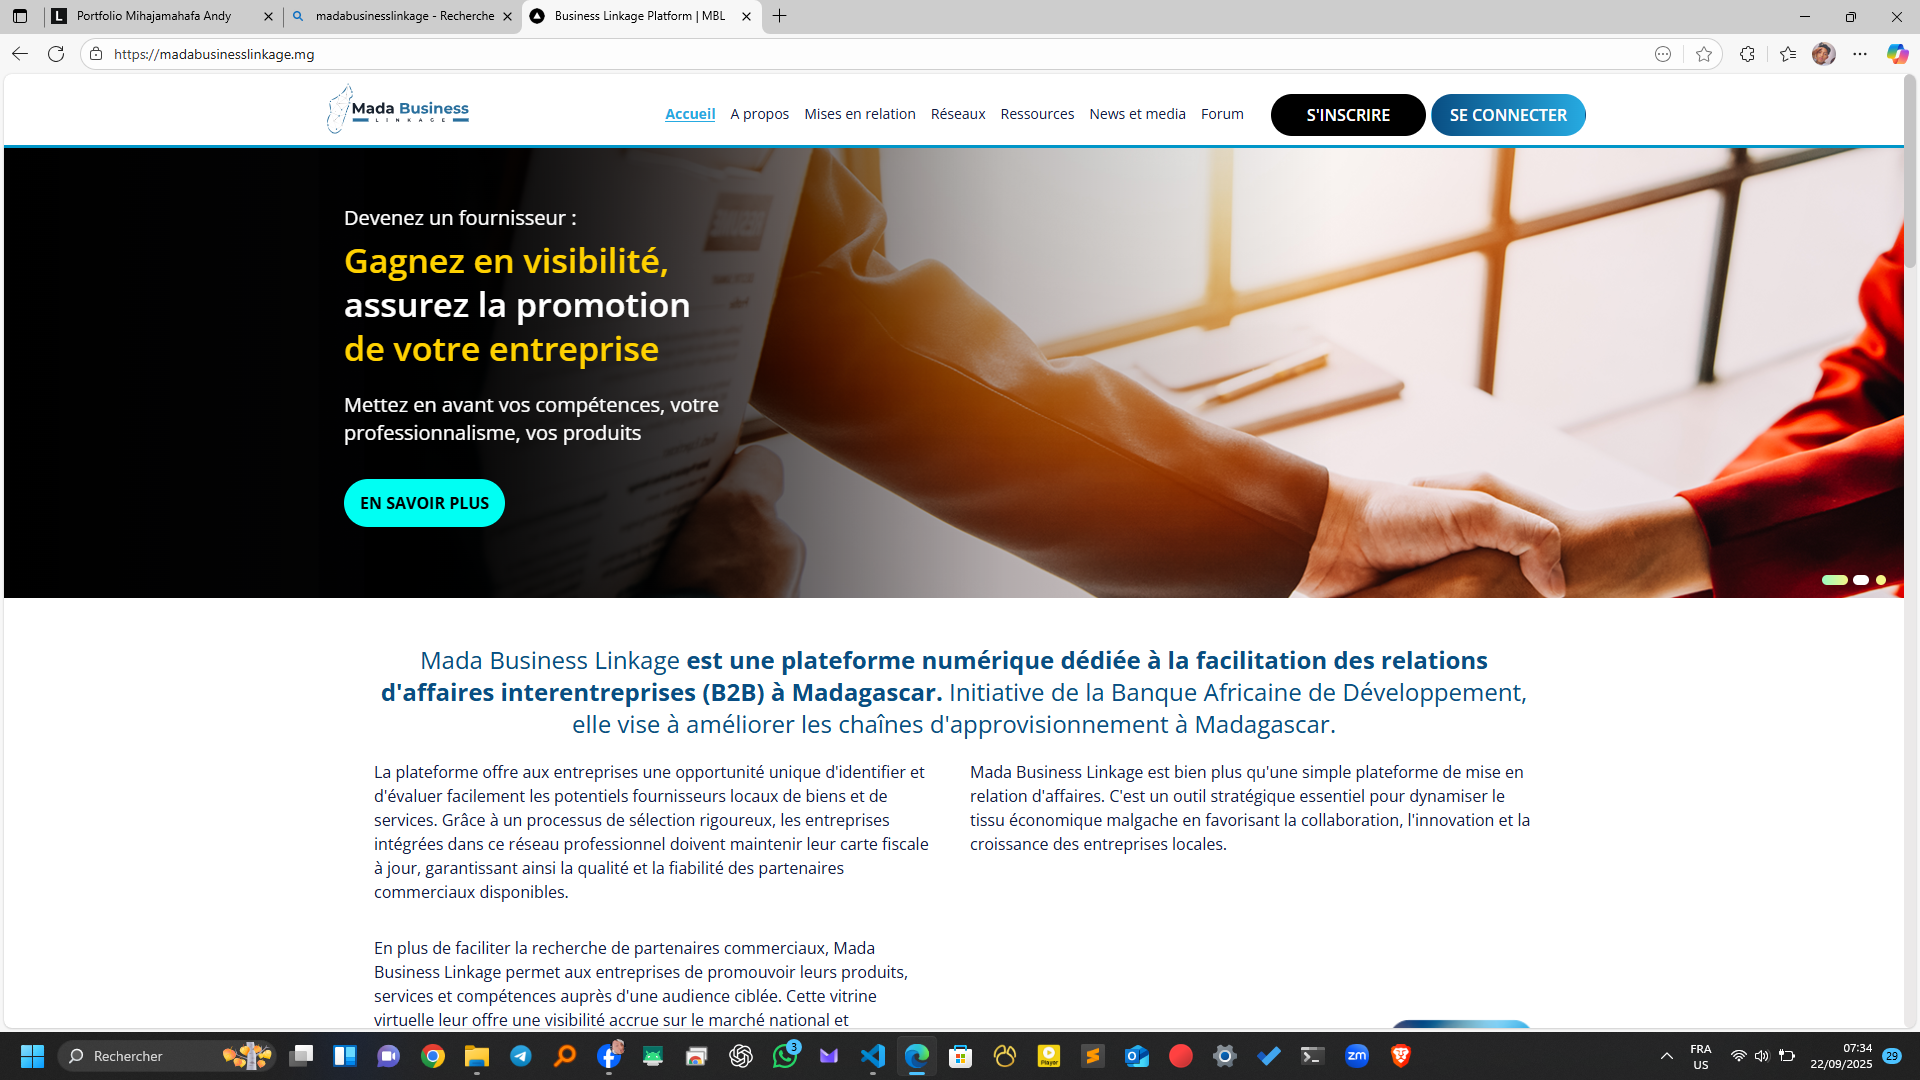 Portfolio Mihajamahafa Andy
madabusinesslinkage - Recherche
Business Linkage Platform | MBL
https://madabusinesslinkage.mg
Mada Business
LINKAGE
Accueil
A propos
Mises en relation
Réseaux
Ressources
News et media
Forum
S'INSCRIRE
SE CONNECTER
Devenez un fournisseur :
Gagnez en visibilité,
assurez la promotion
de votre entreprise
Mettez en avant vos compétences, votre
professionnalisme, vos produits
EN SAVOIR PLUS
Mada Business Linkage est une plateforme numérique dédiée à la facilitation des relations
d'affaires interentreprises (B2B) à Madagascar. Initiative de la Banque Africaine de Développement,
elle vise à améliorer les chaînes d'approvisionnement à Madagascar.
La plateforme offre aux entreprises une opportunité unique d'identifier et
d'évaluer facilement les potentiels fournisseurs locaux de biens et de
services. Grâce à un processus de sélection rigoureux, les entreprises
intégrées dans ce réseau professionnel doivent maintenir leur carte fiscale
à jour, garantissant ainsi la qualité et la fiabilité des partenaires
commerciaux disponibles.
En plus de faciliter la recherche de partenaires commerciaux, Mada
Business Linkage permet aux entreprises de promouvoir leurs produits,
services et compétences auprès d'une audience ciblée. Cette vitrine
virtuelle leur offre une visibilité accrue sur le marché national et
Mada Business Linkage est bien plus qu'une simple plateforme de mise en
relation d'affaires. C'est un outil stratégique essentiel pour dynamiser le
tissu économique malgache en favorisant la collaboration, l'innovation et la
croissance des entreprises locales.
Rechercher
3
Player
zm
FRA
US
07:34
22/09/2025
29